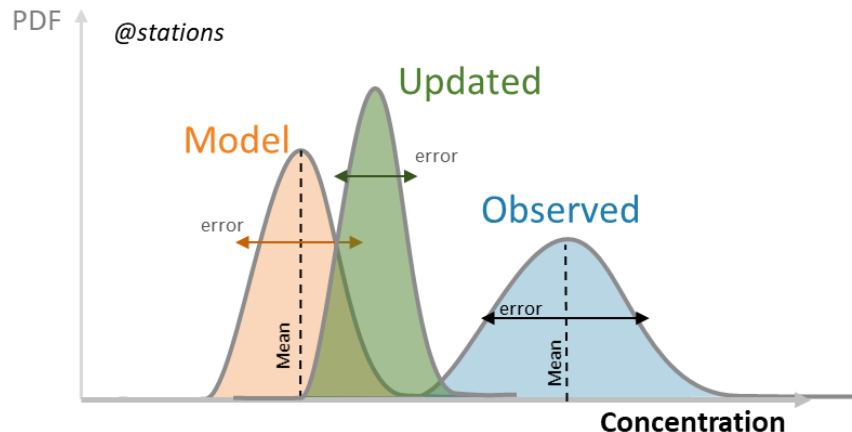 PDF
@stations
Updated
Model
error
Observed
error
error
Mean
Mean
Concentration